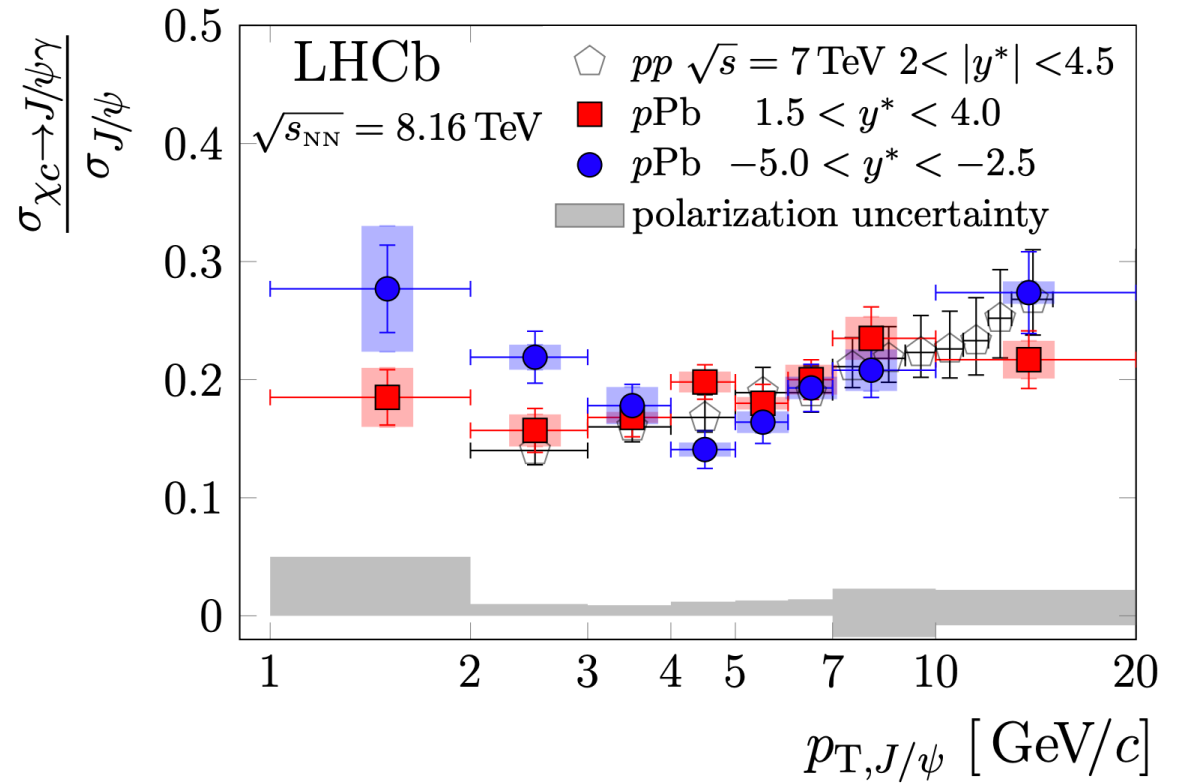 σχc→J/ψγ
σJ/ψ
0.5
0.4
0.3
0.2
0.1
0
LHCb
√sNN = 8.16 TeV
pp √s = 7 TeV 2< |y*| <4.5
pPb 1.5 < y* < 4.0
pPb −5.0 < y* < −2.5
polarization uncertainty
1 2 3 4 5 7 10 20
pT,J/ψ [GeV/c]